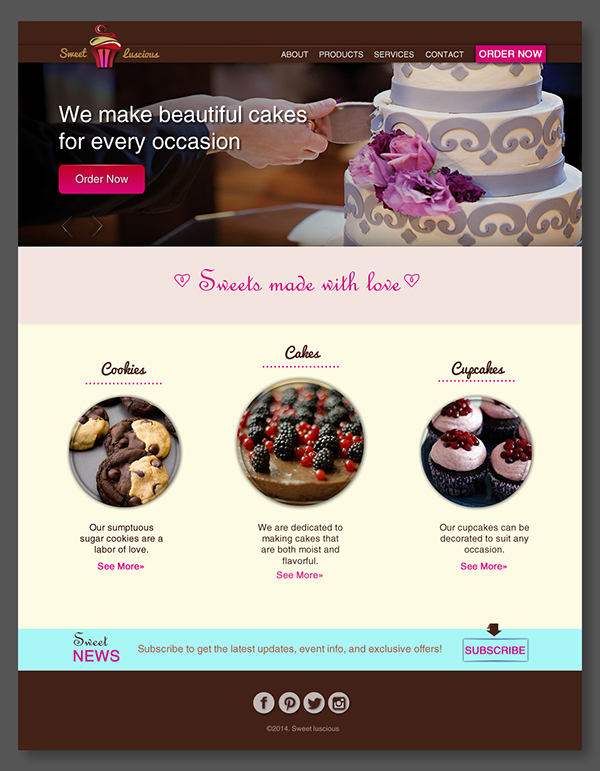 Sweet Luscious
ABOUT PRODUCTS SERVICES CONTACT ORDER NOW
We make beautiful cakes
for every occasion
Order Now
Sweets made with love
Cookies
Cakes
Cupcakes
Our sumptuous
sugar cookies are a
labor of love.
See More»
We are dedicated to
making cakes that
are both moist and
flavorful.
See More»
Our cupcakes can be
decorated to suit any
occasion.
See More»
Sweet
NEWS
Subscribe to get the latest updates, event info, and exclusive offers!
SUBSCRIBE
©2014. Sweet luscious